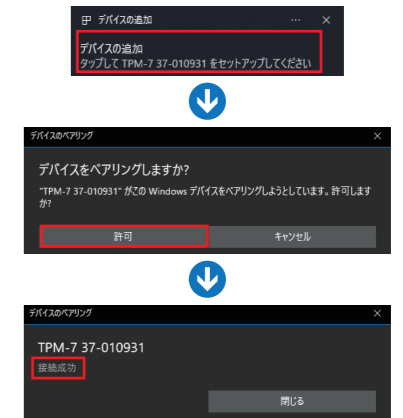 デバイスの追加
デバイスの追加
タップして TPM-7 37-010931 をセットアップしてください
デバイスのペアリング
デバイスをペアリングしますか?
"TPM-7 37-010931" がこの Windows デバイスをペアリングしようとしています。許可します
か?
許可
キャンセル
デバイスのペアリング
TPM-7 37-010931
接続成功
閉じる